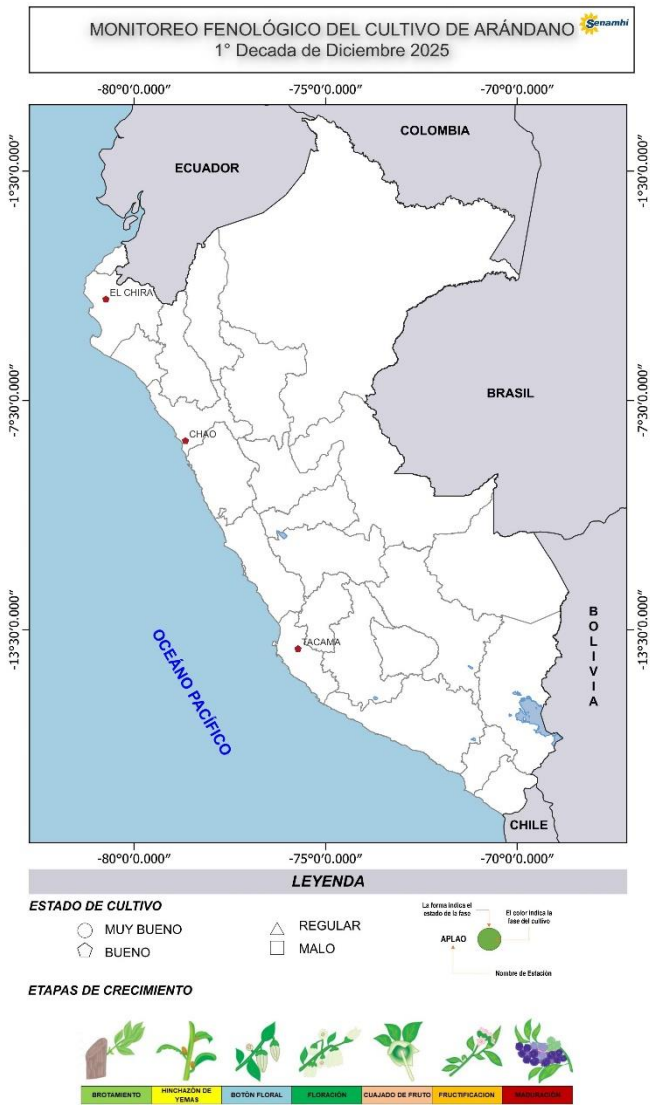 MONITOREO FENOLÓGICO DEL CULTIVO DE ARÁNDANO
Senamhi
1° Decada de Diciembre 2025
-80°0'0.000" -75°0'0.000" -70°0'0.000"
-1°30'0.000" -1°30'0.000"
COLOMBIA
ECUADOR
EL CHIRA
BRASIL
-7°30'0.000" -7°30'0.000"
CHAO
-13°30'0.000" -13°30'0.000"
TACAMA
BOLIVIA
OCEÁNO PACÍFICO
CHILE
-80°0'0.000" -75°0'0.000" -70°0'0.000"
LEYENDA
ESTADO DE CULTIVO
MUY BUENO
BUENO
REGULAR
MALO
La forma indica el
estado de la fase
El color indica la
fase del cultivo
APLAO
Nombre de Estación
ETAPAS DE CRECIMIENTO
BROTAMIENTO
HINCHAZÓN DE
YEMAS
BOTÓN FLORAL
FLORACIÓN
CUAJADO DE FRUTO
FRUCTIFICACION
MADURACIÓN